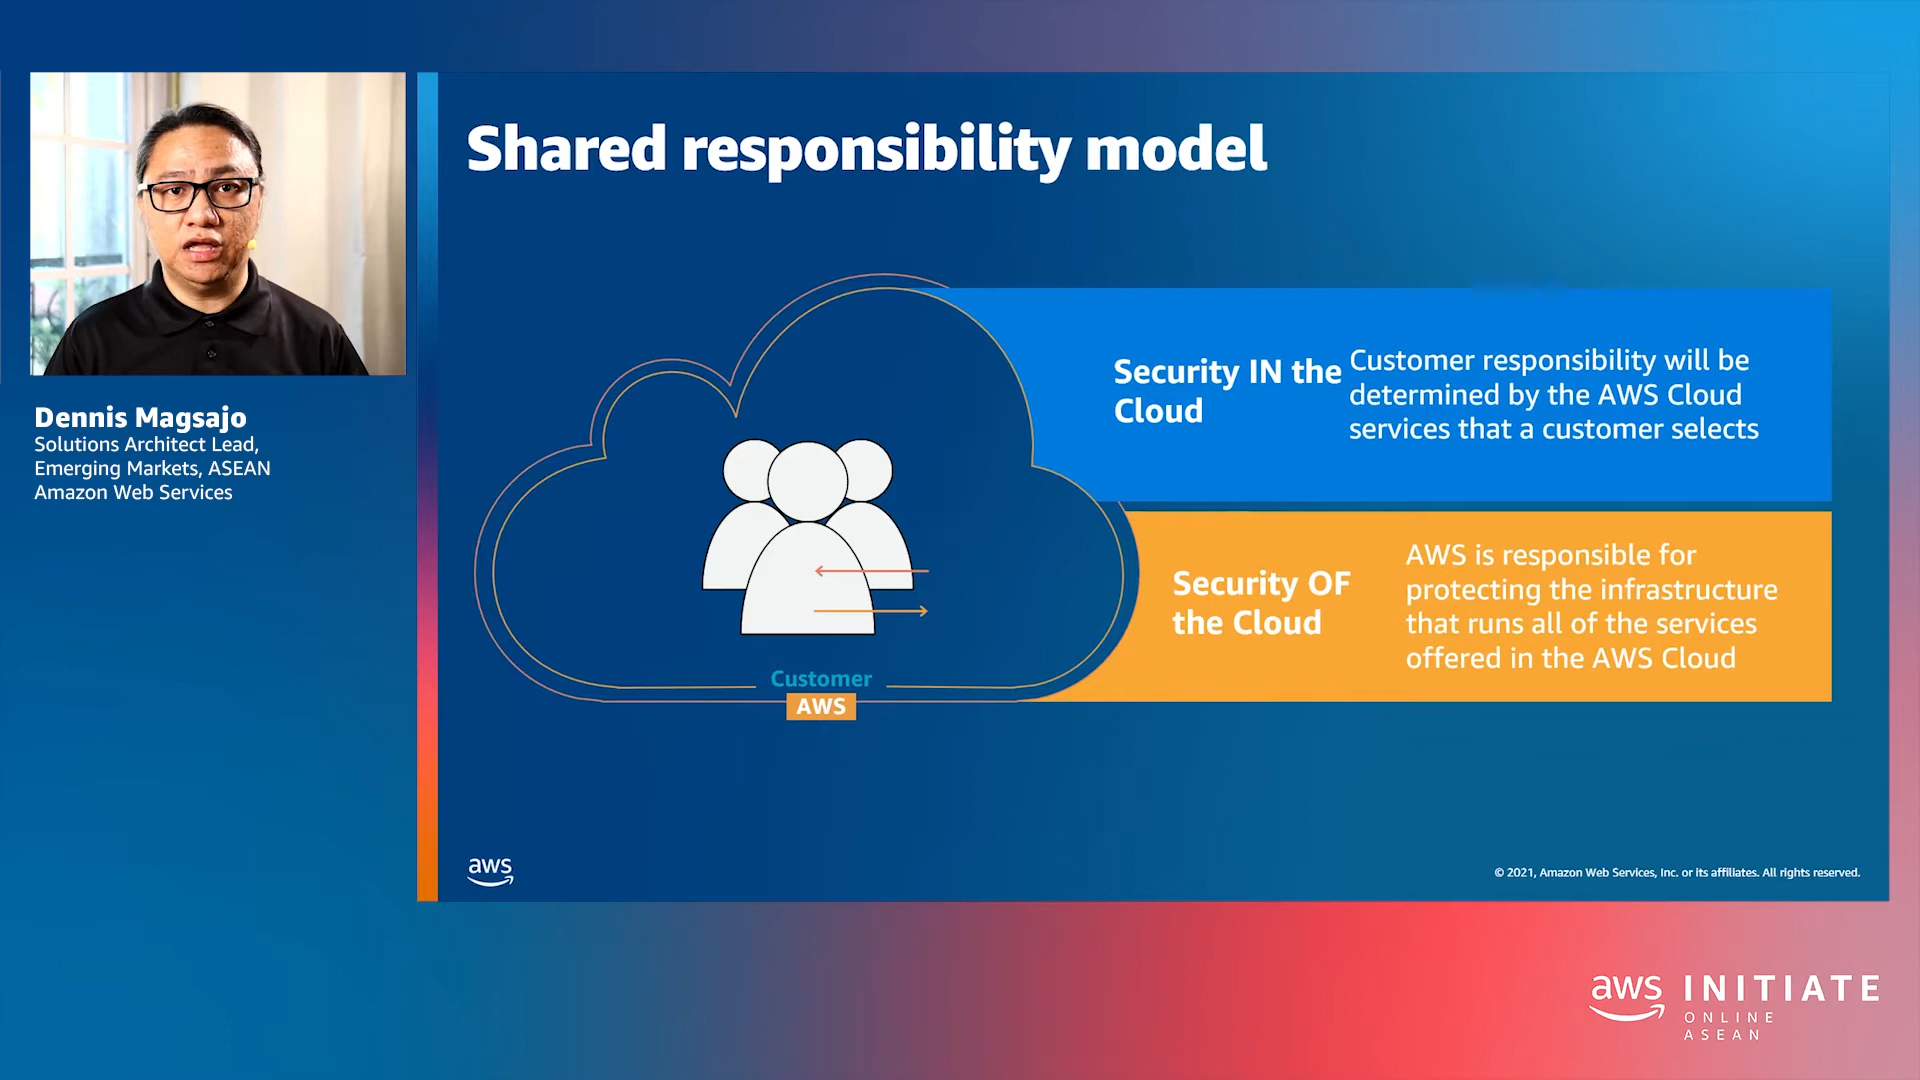 Shared responsibility model
Dennis Magsajo
Solutions Architect Lead,
Emerging Markets, ASEAN
Amazon Web Services
Security IN the
Cloud
Customer responsibility will be
determined by the AWS Cloud
services that a customer selects
Security OF
the Cloud
AWS is responsible for
protecting the infrastructure
that runs all of the services
offered in the AWS Cloud
Customer
AWS
aws
© 2021, Amazon Web Services, Inc. or its affiliates. All rights reserved.
aws INITIATE
ONLINE
ASEAN